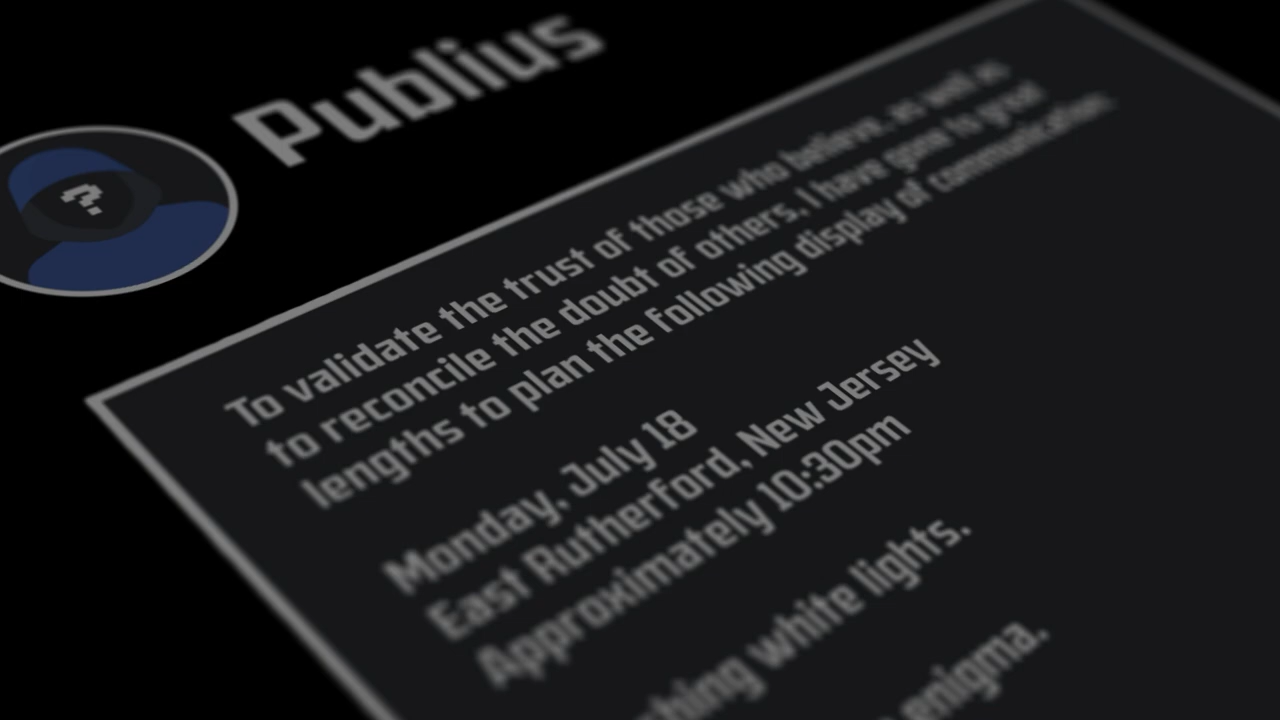 Publius
?
To validate the trust of those who believe, as well as
to reconcile the doubt of others, I have gone to great
lengths to plan the following display of communication:
Monday, July 18
East Rutherford, New Jersey
Approximately 10:30pm
white lights.
enigma.